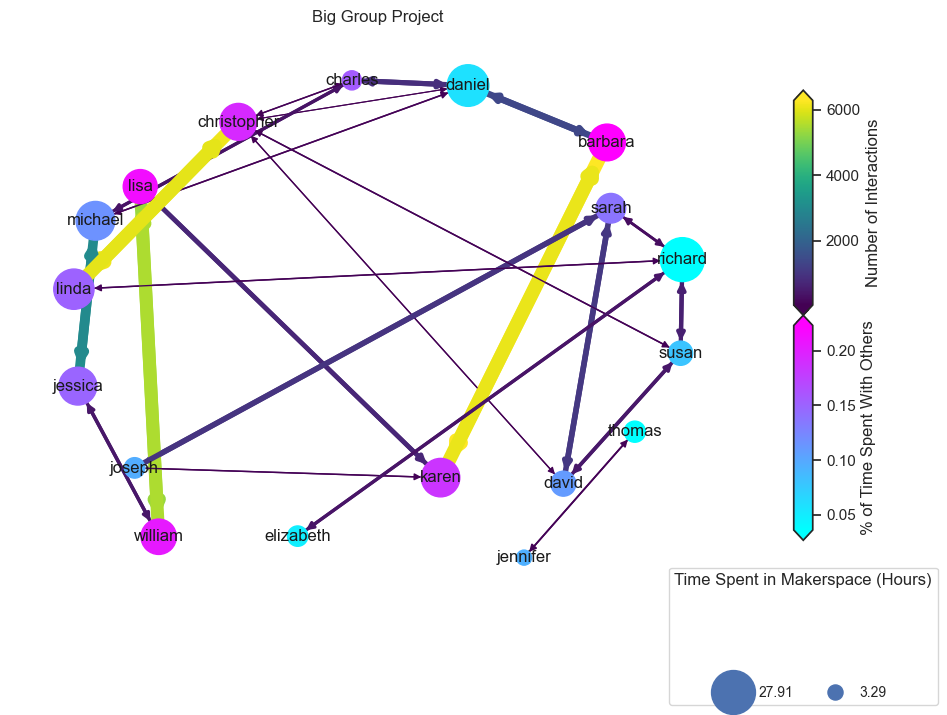 Big Group Project
charles
daniel
christopher
barbara
lisa
michael
sarah
richard
linda
susan
jessica
thomas
joseph
karen
david
william
elizabeth
jennifer
6000
4000
2000
Number of Interactions
0.20
0.15
0.10
0.05
% of Time Spent With Others
Time Spent in Makerspace (Hours)
27.91
3.29